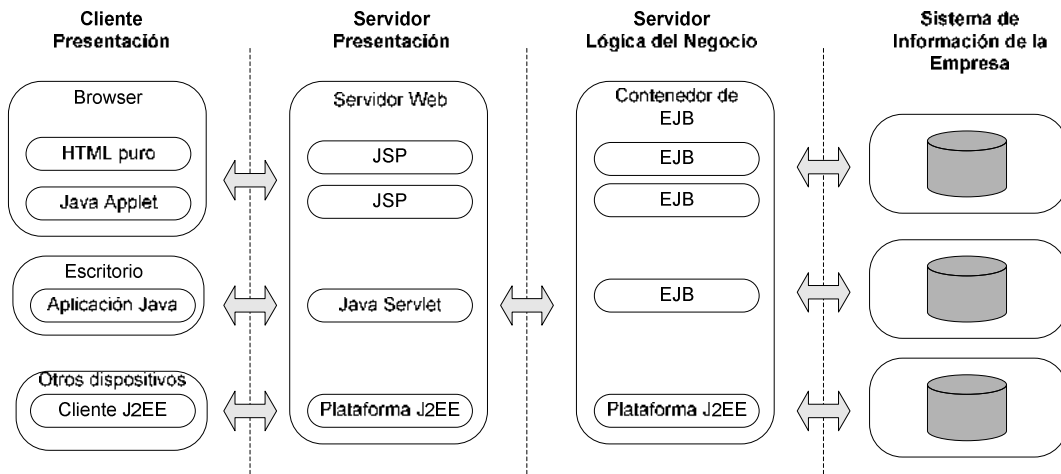 Cliente
Presentación
Servidor
Presentación
Servidor
Lógica del Negocio
Sistema de
Información de la
Empresa
Browser
HTML puro
Java Applet
Escritorio
Aplicación Java
Otros dispositivos
Cliente J2EE
Servidor Web
JSP
JSP
Java Servlet
Plataforma J2EE
Contenedor de
EJB
EJB
EJB
EJB
Plataforma J2EE